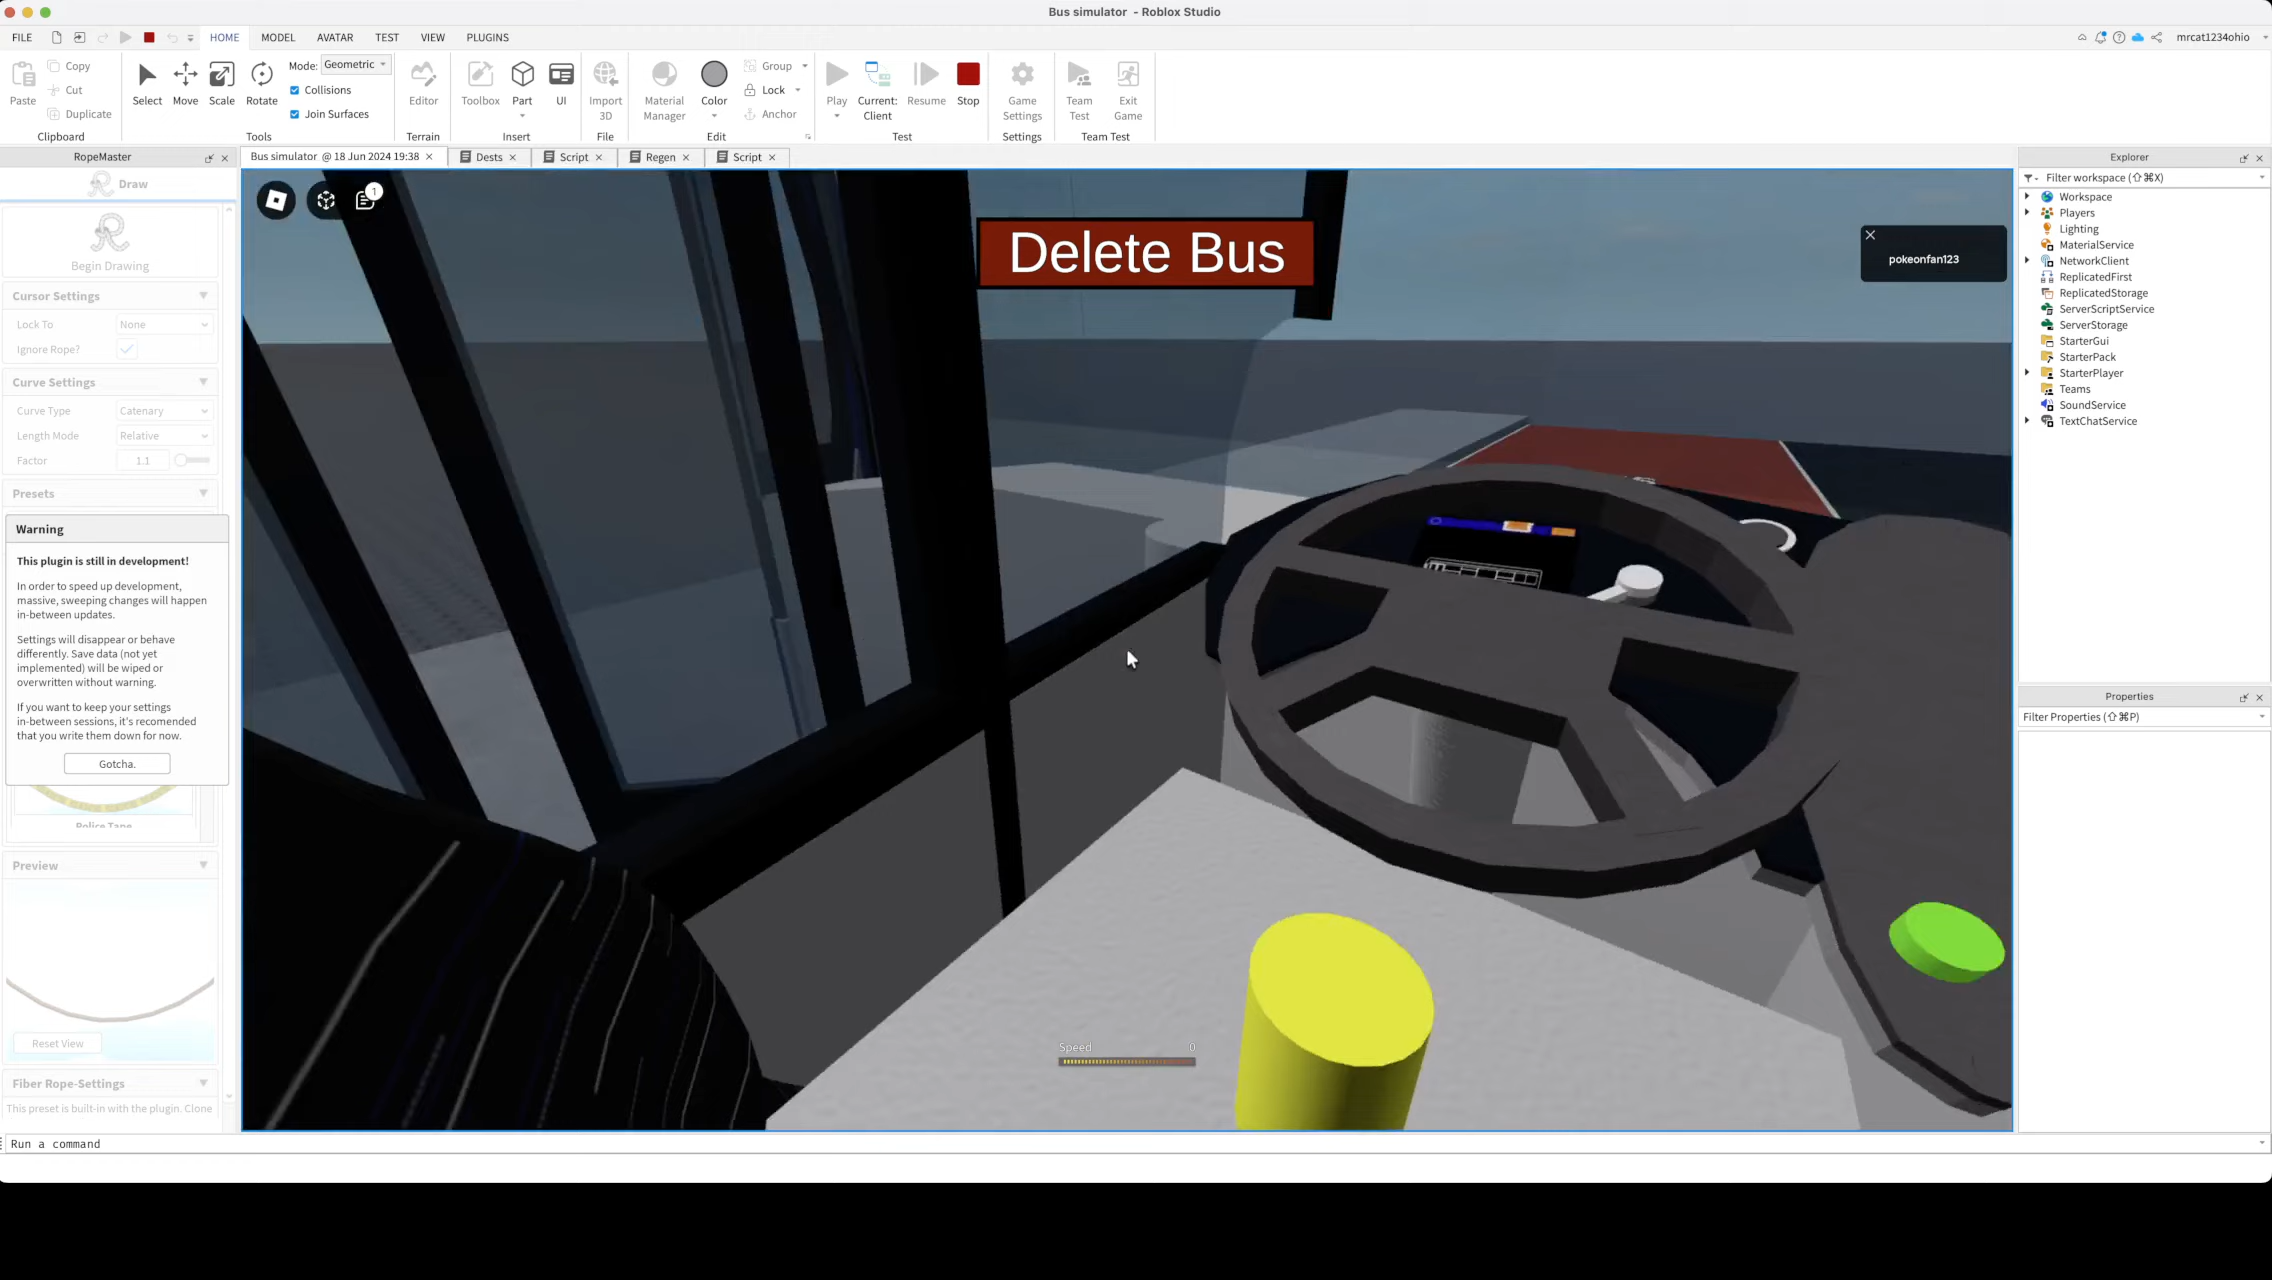 Bus simulator - Roblox Studio
FILE
HOME
MODEL
AVATAR
TEST
VIEW
PLUGINS
mrcat1234ohio
Paste
Copy
Cut
Duplicate
Clipboard
Select
Move
Scale
Rotate
Mode: Geometric
Collisions
Join Surfaces
Tools
Editor
Terrain
Toolbox
Part
UI
Insert
Import
3D
File
Material
Manager
Color
Group
Lock
Anchor
Edit
Play
Current:
Client
Resume
Stop
Test
Game
Settings
Settings
Team
Test
Exit
Game
Team Test
RopeMaster
Bus simulator @ 18 Jun 2024 19:38
Dests
Script
Regen
Script
Draw
Begin Drawing
Cursor Settings
Lock To None
Ignore Rope?
Curve Settings
Curve Type Catenary
Length Mode Relative
Factor 1.1
Presets
Warning
This plugin is still in development!
In order to speed up development,
massive, sweeping changes will happen
in-between updates.
Settings will disappear or behave
differently. Save data (not yet
implemented) will be wiped or
overwritten without warning.
If you want to keep your settings
in-between sessions, it's recomended
that you write them down for now.
Gotcha.
Police Tape
Preview
Reset View
Fiber Rope-Settings
This preset is built-in with the plugin. Clone
1
Delete Bus
pokeonfan123
Speed 0
Explorer
Filter workspace (⇧⌘X)
Workspace
Players
Lighting
MaterialService
NetworkClient
ReplicatedFirst
ReplicatedStorage
ServerScriptService
ServerStorage
StarterGui
StarterPack
StarterPlayer
Teams
SoundService
TextChatService
Properties
Filter Properties (⇧⌘P)
Run a command